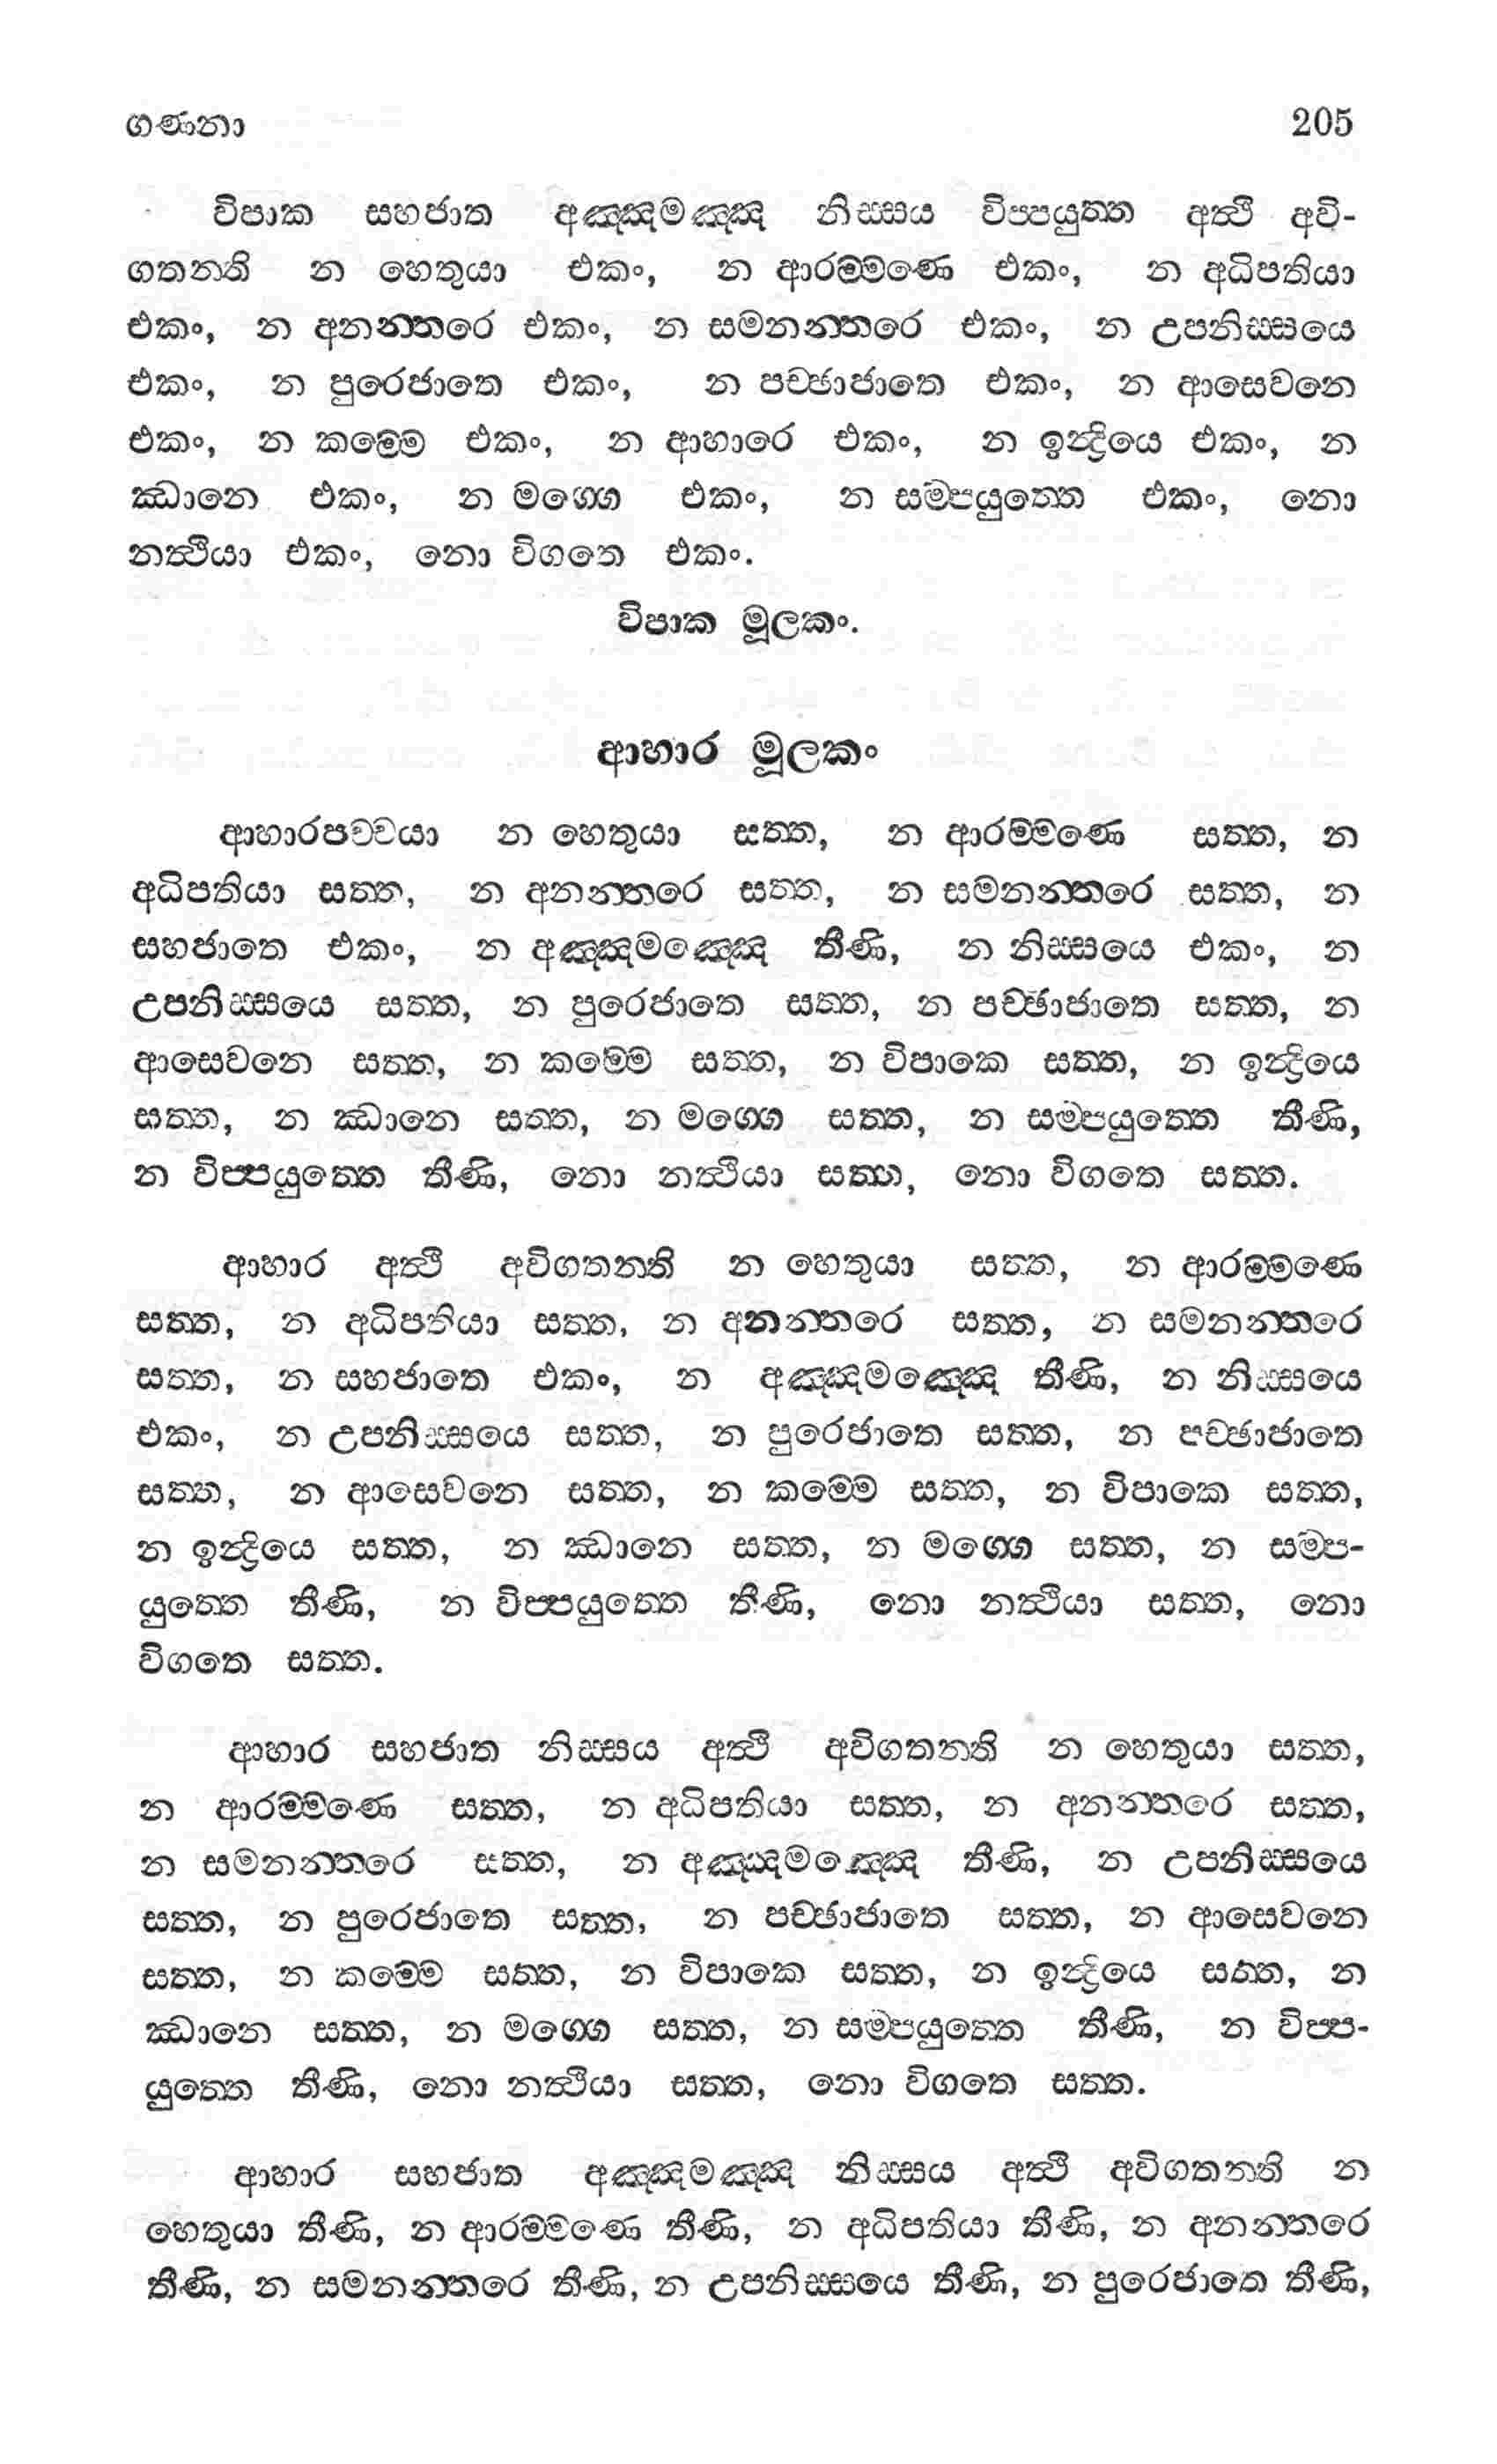 ගණනා 205
විපාක සහජාත අඤ්ඤමඤ්ඤ නිස්සය විප්පයුත්ත අත්ථි අවි-
ගතන්ති න හෙතුයා එකං, න ආරම්මණෙ එකං, න අධිපතියා
එකං, න අනන්තරෙ එකං, න සමනන්තරෙ එකං, න උපනිස්සයෙ
එකං, න පුරෙජාතෙ එකං, න පච්ඡාජාතෙ එකං, න ආසෙවනෙ
එකං, න කම්මෙ එකං, න ආහාරෙ එකං, න ඉන්ද්‍රියෙ එකං, න
ඣානෙ එකං, න මග්ගෙ එකං, න සම්පයුත්තෙ එකං, නො
නත්ථියා එකං, නො විගතෙ එකං.
විපාක මූලකං.
ආහාර මූලකං
ආහාරපච්චයා න හෙතුයා සත්ත, න ආරම්මණෙ සත්ත, න
අධිපතියා සත්ත, න අනන්තරෙ සත්ත, න සමනන්තරෙ සත්ත, න
සහජාතෙ එකං, න අඤ්ඤමඤ්ඤෙ තීණි, න නිස්සයෙ එකං, න
උපනිස්සයෙ සත්ත, න පුරෙජාතෙ සත්ත, න පච්ඡාජාතෙ සත්ත, න
ආසෙවනෙ සත්ත, න කම්මෙ සත්ත, න විපාකෙ සත්ත, න ඉන්ද්‍රියෙ
සත්ත, න ඣානෙ සත්ත, න මග්ගෙ සත්ත, න සම්පයුත්තෙ තීණි,
න විප්පයුත්තෙ තීණි, නො නත්ථියා සත්ත, නො විගතෙ සත්ත.
ආහාර අත්ථි අවිගතන්ති න හෙතුයා සත්ත, න ආරම්මණෙ
සත්ත, න අධිපතියා සත්ත, න අනන්තරෙ සත්ත, න සමනන්තරෙ
සත්ත, න සහජාතෙ එකං, න අඤ්ඤමඤ්ඤෙ තීණි, න නිස්සයෙ
එකං, න උපනිස්සයෙ සත්ත, න පුරෙජාතෙ සත්ත, න පච්ඡාජාතෙ
සත්ත, න ආසෙවනෙ සත්ත, න කම්මෙ සත්ත, න විපාකෙ සත්ත,
න ඉන්ද්‍රියෙ සත්ත, න ඣානෙ සත්ත, න මග්ගෙ සත්ත, න සම්ප-
යුත්තෙ තීණි, න විප්පයුත්තෙ තීණි, නො නත්ථියා සත්ත, නො
විගතෙ සත්ත.
ආහාර සහජාත නිස්සය අත්ථි අවිගතන්ති න හෙතුයා සත්ත,
න ආරම්මණෙ සත්ත, න අධිපතියා සත්ත, න අනන්තරෙ සත්ත,
න සමනන්තරෙ සත්ත, න අඤ්ඤමඤ්ඤෙ තීණි, න උපනිස්සයෙ
සත්ත, න පුරෙජාතෙ සත්ත, න පච්ඡාජාතෙ සත්ත, න ආසෙවනෙ
සත්ත, න කම්මෙ සත්ත, න විපාකෙ සත්ත, න ඉන්ද්‍රියෙ සත්ත, න
ඣානෙ සත්ත, න මග්ගෙ සත්ත, න සම්පයුත්තෙ තීණි, න විප්ප-
යුත්තෙ තීණි, නො නත්ථියා සත්ත, නො විගතෙ සත්ත.
ආහාර සහජාත අඤ්ඤමඤ්ඤ නිස්සය අත්ථි අවිගතන්ති න
හෙතුයා තීණි, න ආරම්මණෙ තීණි, න අධිපතියා තීණි, න අනන්තරෙ
තීණි, න සමනන්තරෙ තීණි, න උපනිස්සයෙ තීණි, න පුරෙජාතෙ තීණි,